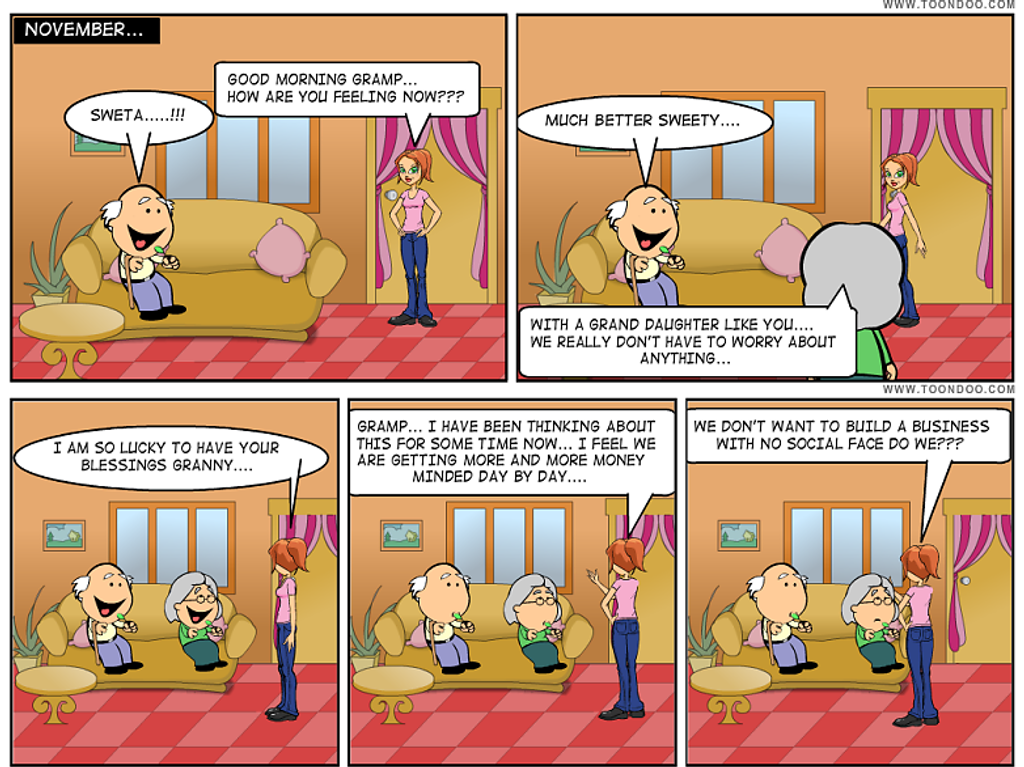 WWW.TOONDOO.COM
NOVEMBER...
SWETA.....!!!
GOOD MORNING GRAMP...
HOW ARE YOU FEELING NOW???
MUCH BETTER SWEETY....
WITH A GRAND DAUGHTER LIKE YOU....
WE REALLY DON'T HAVE TO WORRY ABOUT
ANYTHING...
WWW.TOONDOO.COM
I AM SO LUCKY TO HAVE YOUR
BLESSINGS GRANNY....
GRAMP... I HAVE BEEN THINKING ABOUT
THIS FOR SOME TIME NOW... I FEEL WE
ARE GETTING MORE AND MORE MONEY
MINDED DAY BY DAY....
WE DON'T WANT TO BUILD A BUSINESS
WITH NO SOCIAL FACE DO WE???